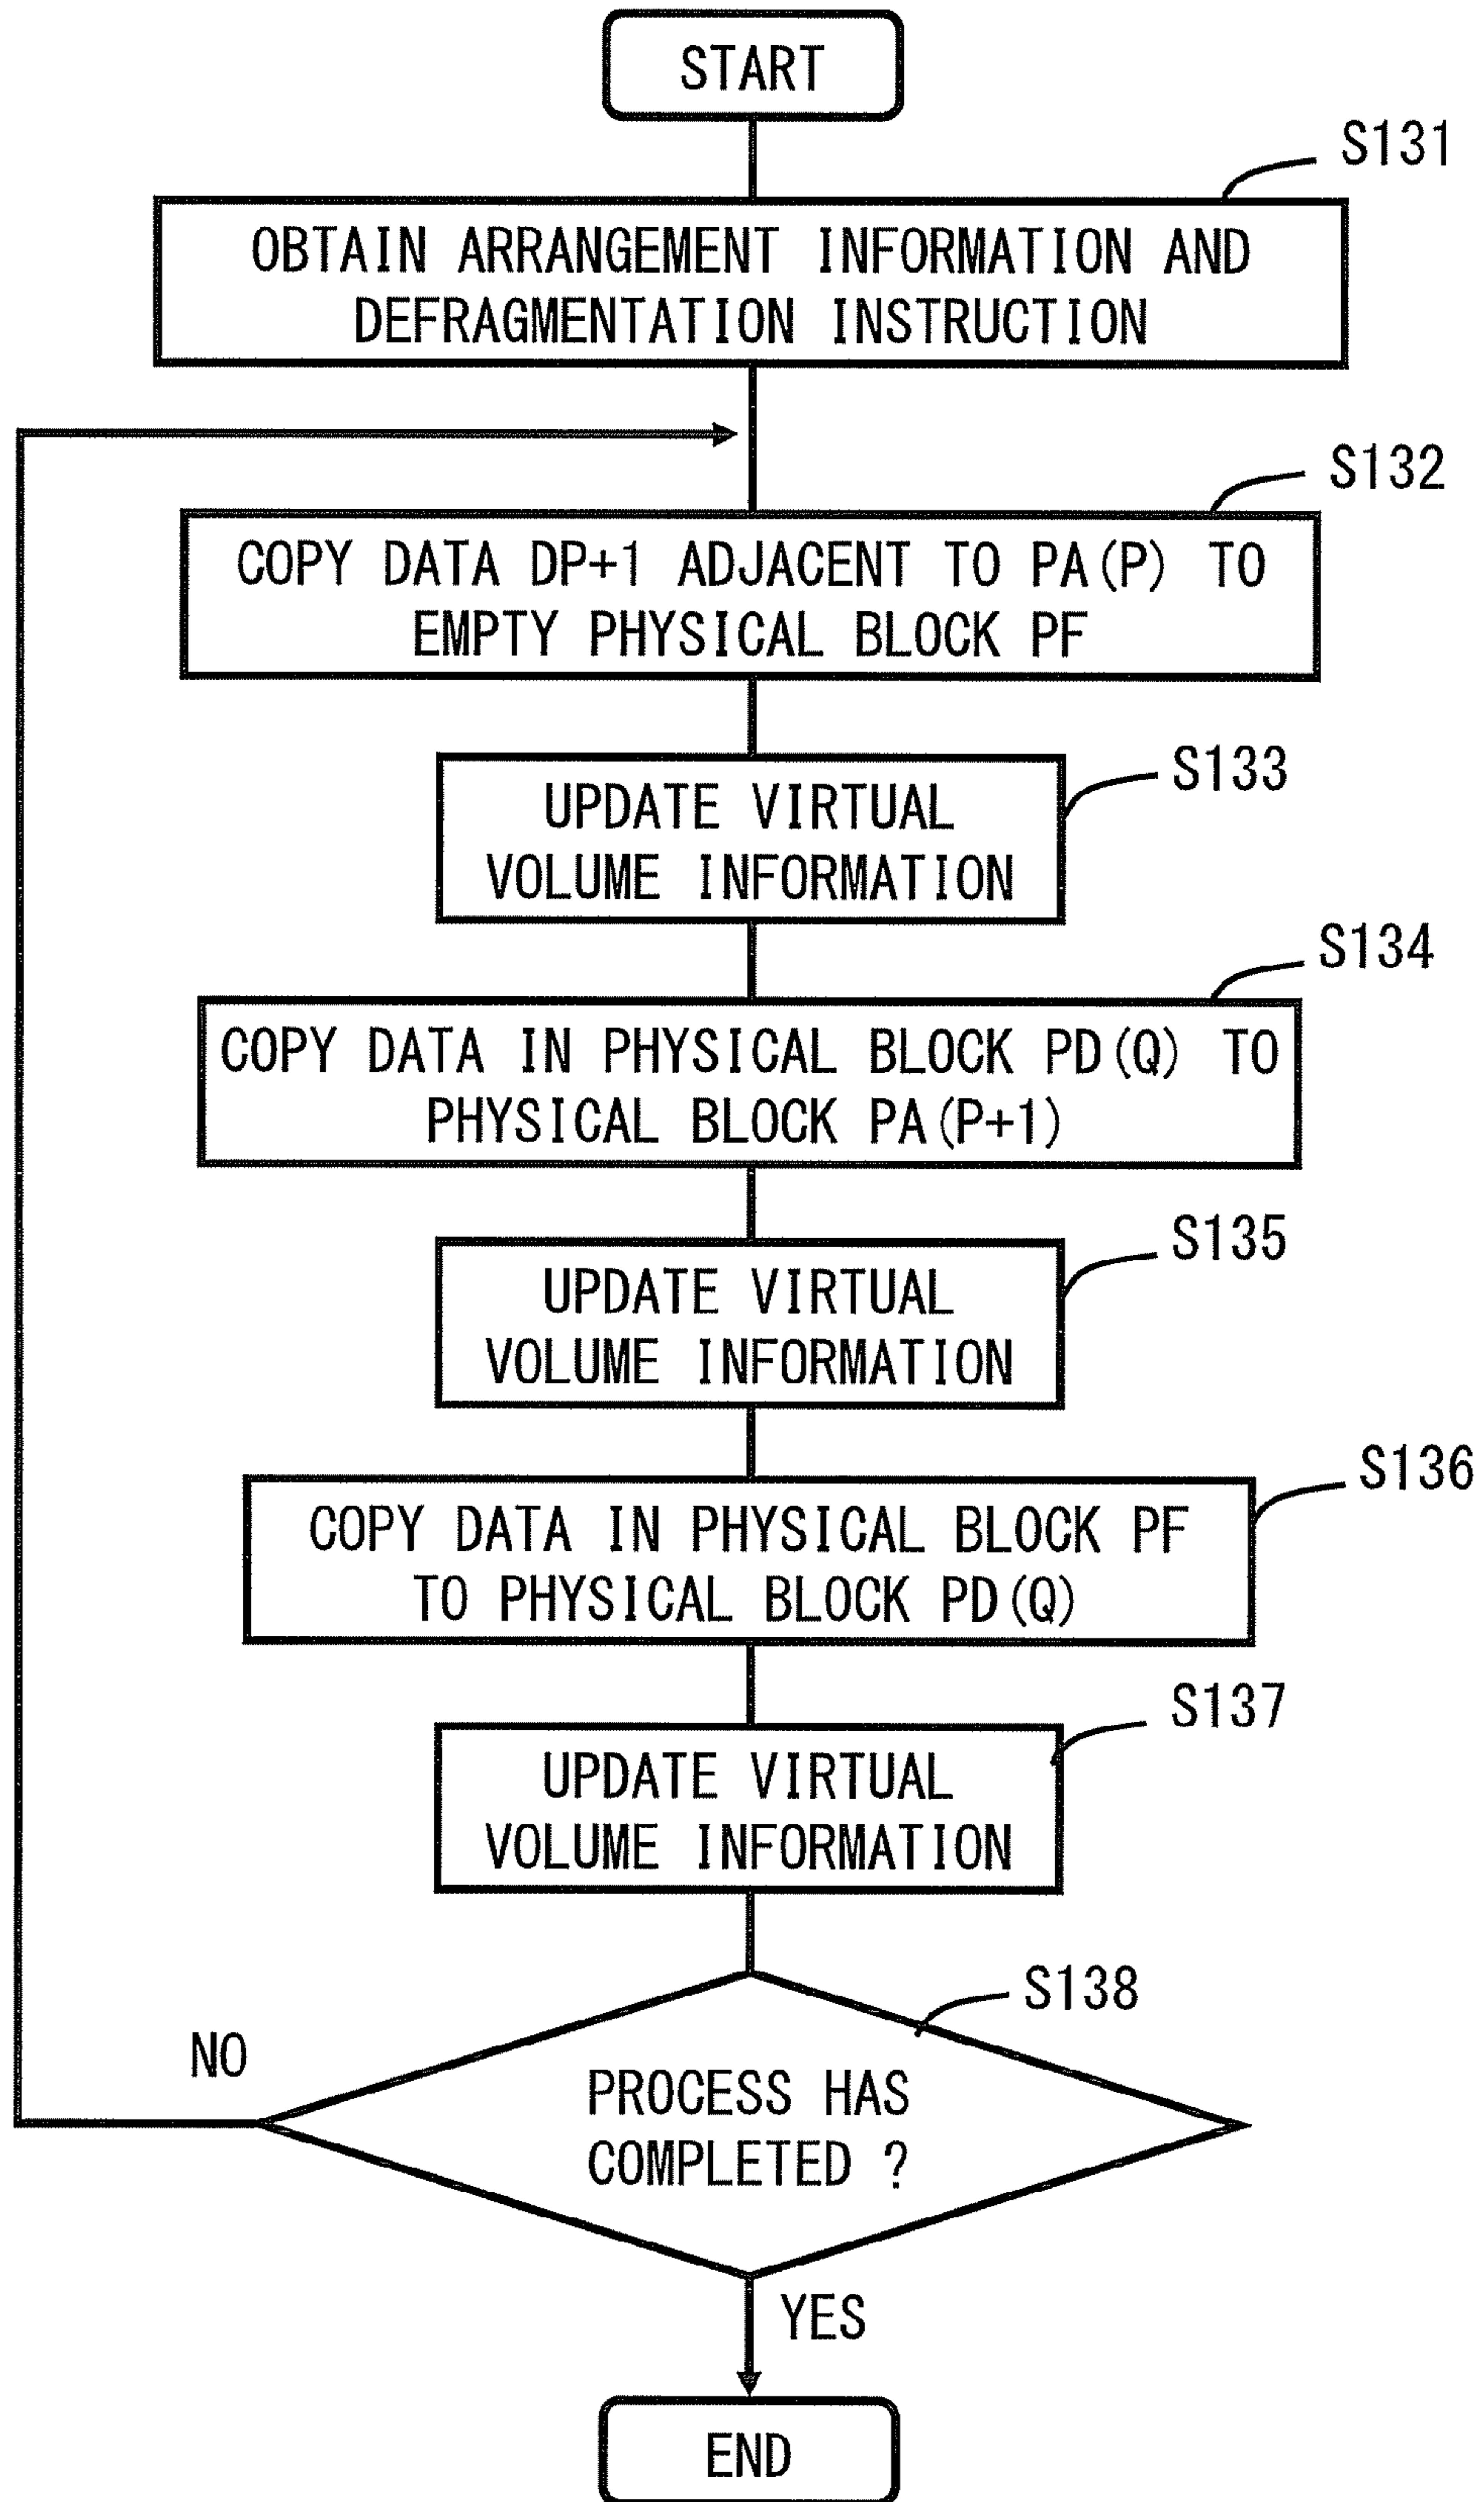 START
S131
OBTAIN ARRANGEMENT INFORMATION AND
DEFRAGMENTATION INSTRUCTION
S132
COPY DATA DP+1 ADJACENT TO PA(P) TO
EMPTY PHYSICAL BLOCK PF
S133
UPDATE VIRTUAL
VOLUME INFORMATION
S134
COPY DATA IN PHYSICAL BLOCK PD(Q) TO
PHYSICAL BLOCK PA(P+1)
S135
UPDATE VIRTUAL
VOLUME INFORMATION
S136
COPY DATA IN PHYSICAL BLOCK PF
TO PHYSICAL BLOCK PD(Q)
S137
UPDATE VIRTUAL
VOLUME INFORMATION
S138
NO
PROCESS HAS
COMPLETED ?
YES
END